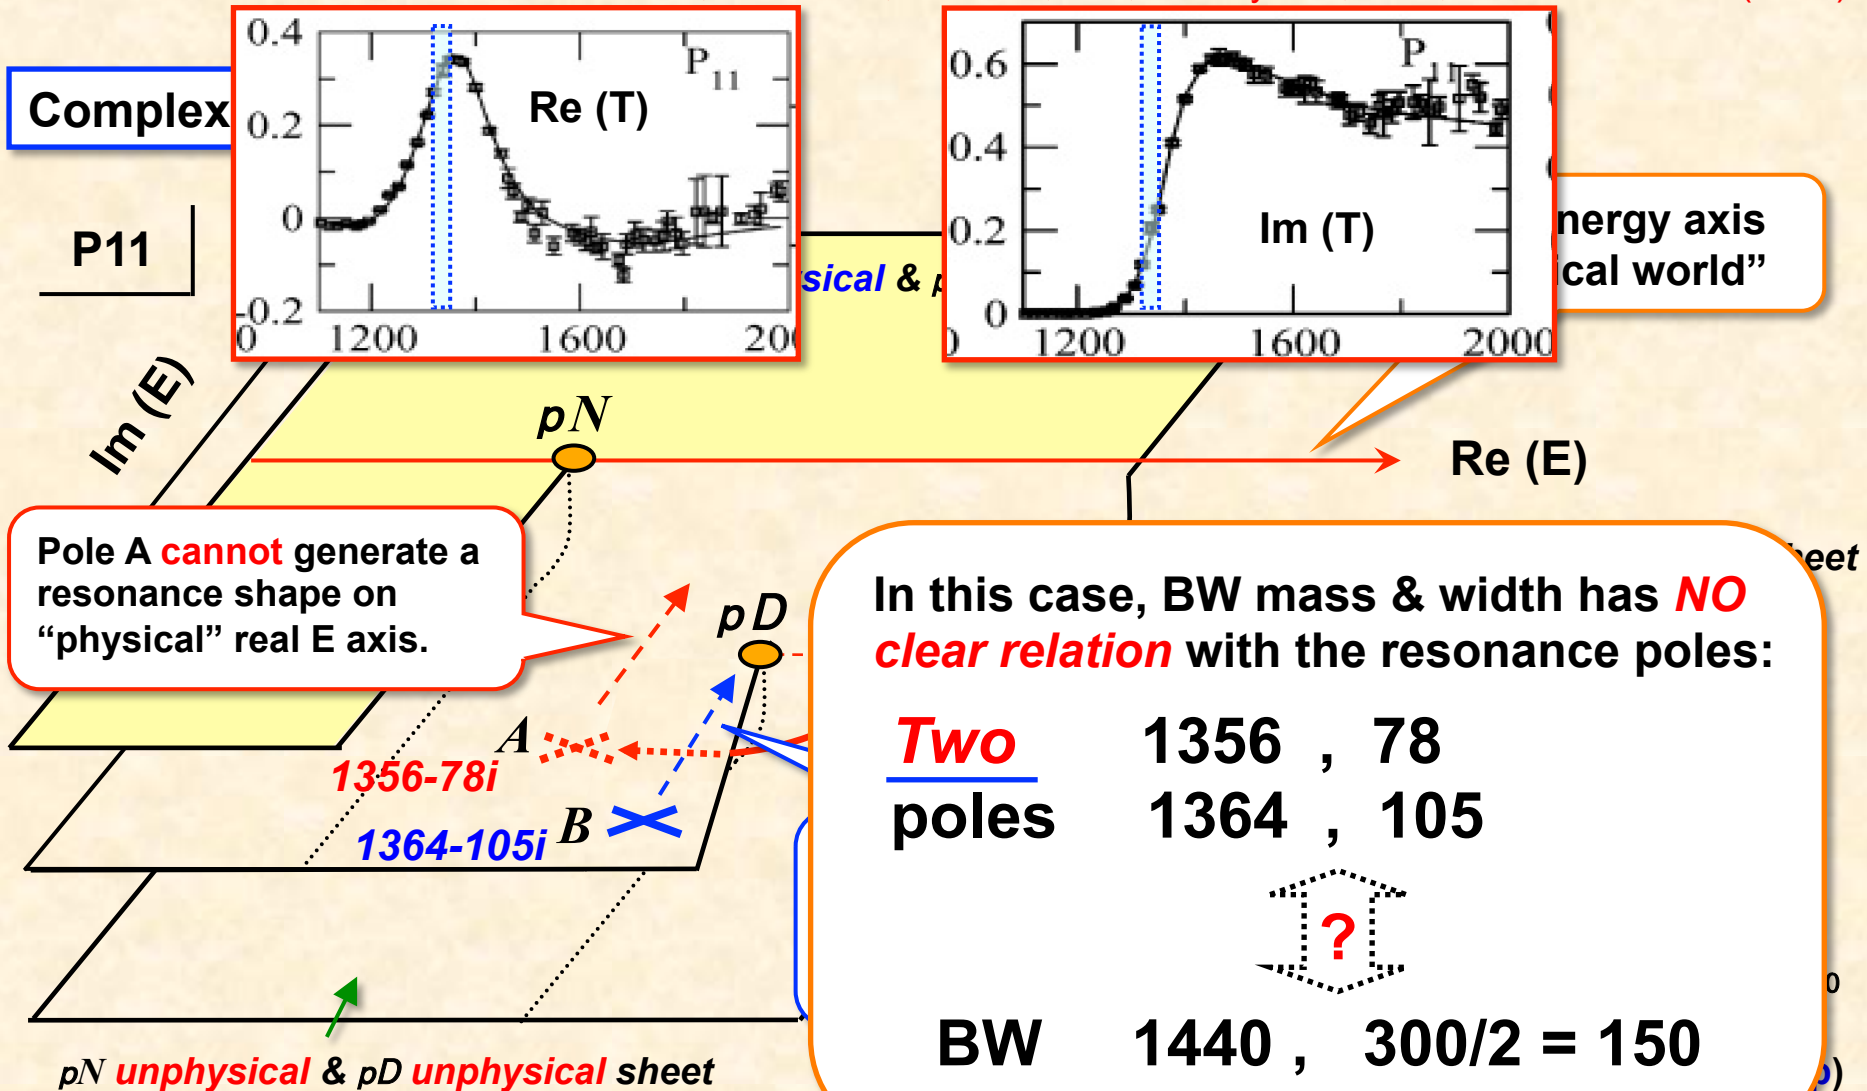 0.4
0.2
0
-0.2
1200
1600
P11
Re (T)
0.6
0.4
0.2
0
1200
1600
2000
P11
Im (T)
Complex
P11
nergy axis
ical world”
sical & p
Im (E)
pN
Re (E)
Pole A cannot generate a
resonance shape on
“physical” real E axis.
pD
A
1356-78i
B
1364-105i
eet
In this case, BW mass & width has NO
clear relation with the resonance poles:
Two 1356 , 78
poles 1364 , 105
?
BW 1440 , 300/2 = 150
pN unphysical & pD unphysical sheet